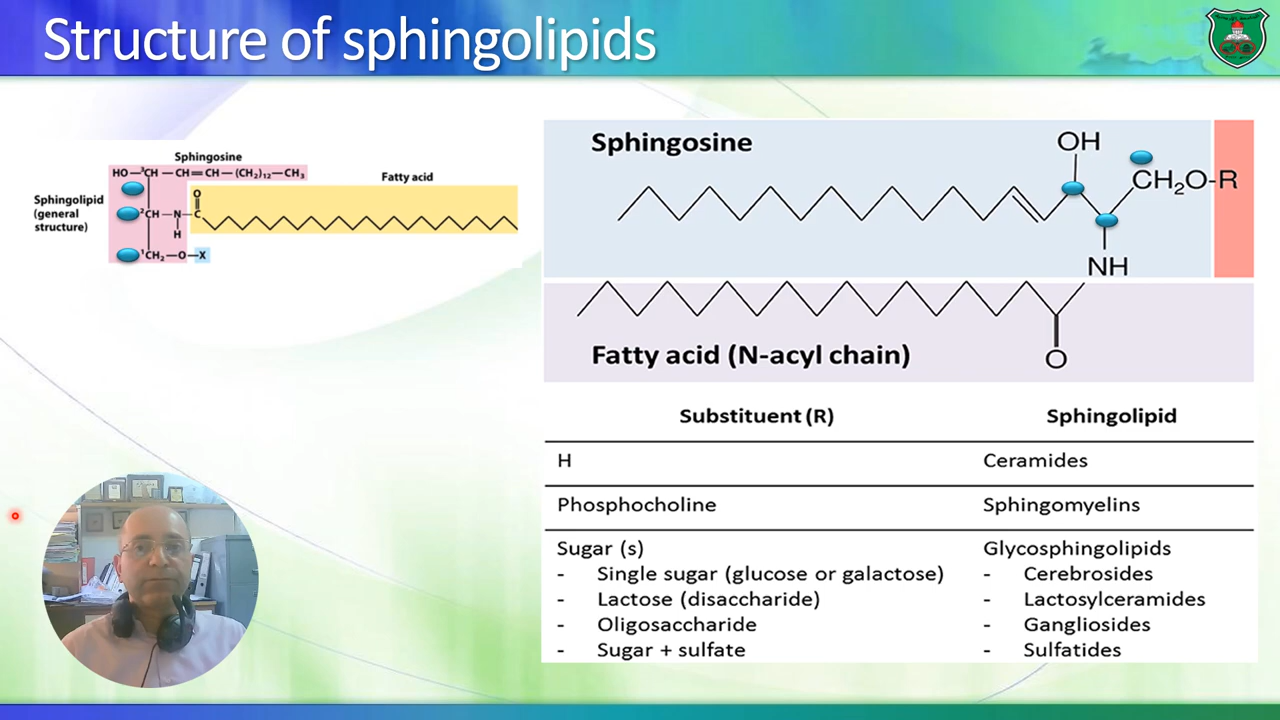 Structure of sphingolipids
Sphingosine
HO—³CH—CH=CH—(CH₂)₁₂—CH₃
Fatty acid
Sphingolipid
(general
structure)
O
²CH—N—C
H
¹CH₂—O—X
Sphingosine
OH
CH₂O-R
NH
Fatty acid (N-acyl chain)
O
Substituent (R) Sphingolipid
H Ceramides
Phosphocholine Sphingomyelins
Sugar (s) Glycosphingolipids
- Single sugar (glucose or galactose) - Cerebrosides
- Lactose (disaccharide) - Lactosylceramides
- Oligosaccharide - Gangliosides
- Sugar + sulfate - Sulfatides